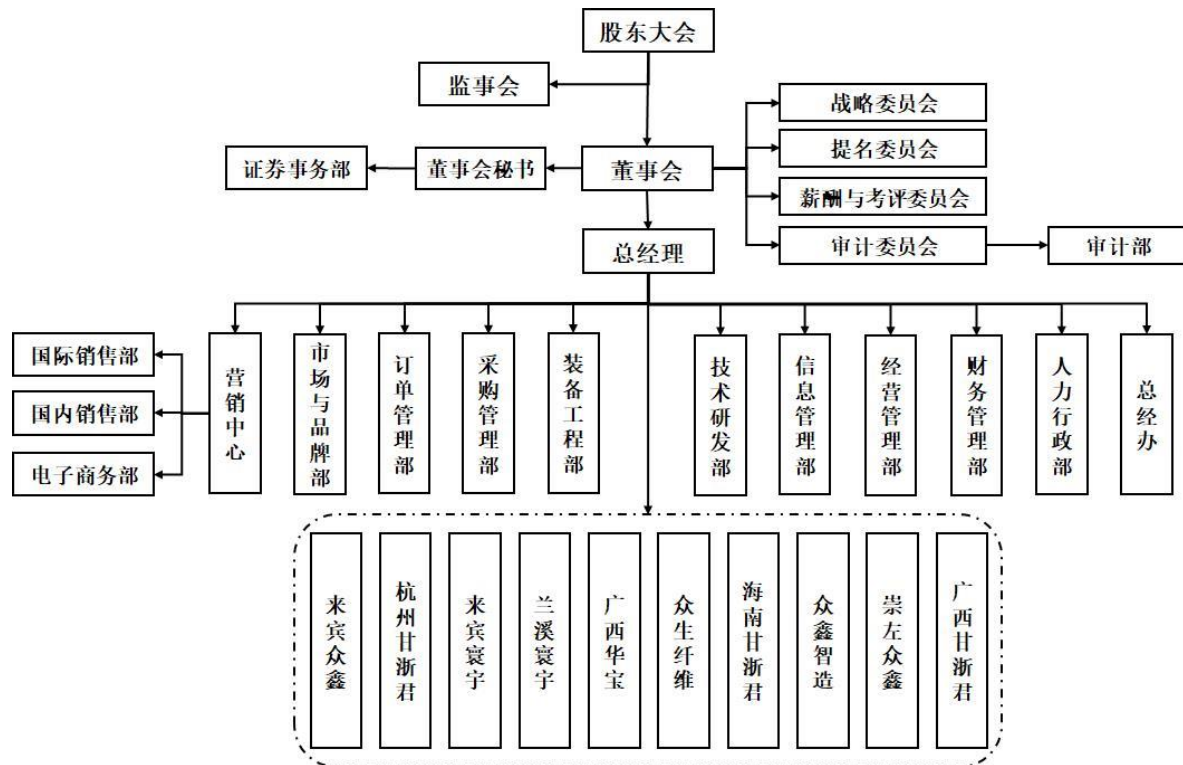 股东大会
监事会
战略委员会
提名委员会
证券事务部
董事会秘书
董事会
薪酬与考评委员会
总经理
审计委员会
审计部
国际销售部
国内销售部
电子商务部
营销中心
市场与品牌部
订单管理部
采购管理部
装备工程部
技术研发部
信息管理部
经营管理部
财务管理部
人力行政部
总经办
来宾众鑫
杭州甘浙君
来宾寰宇
兰溪寰宇
广西华宝
众生纤维
海南甘浙君
众鑫智造
崇左众鑫
广西甘浙君